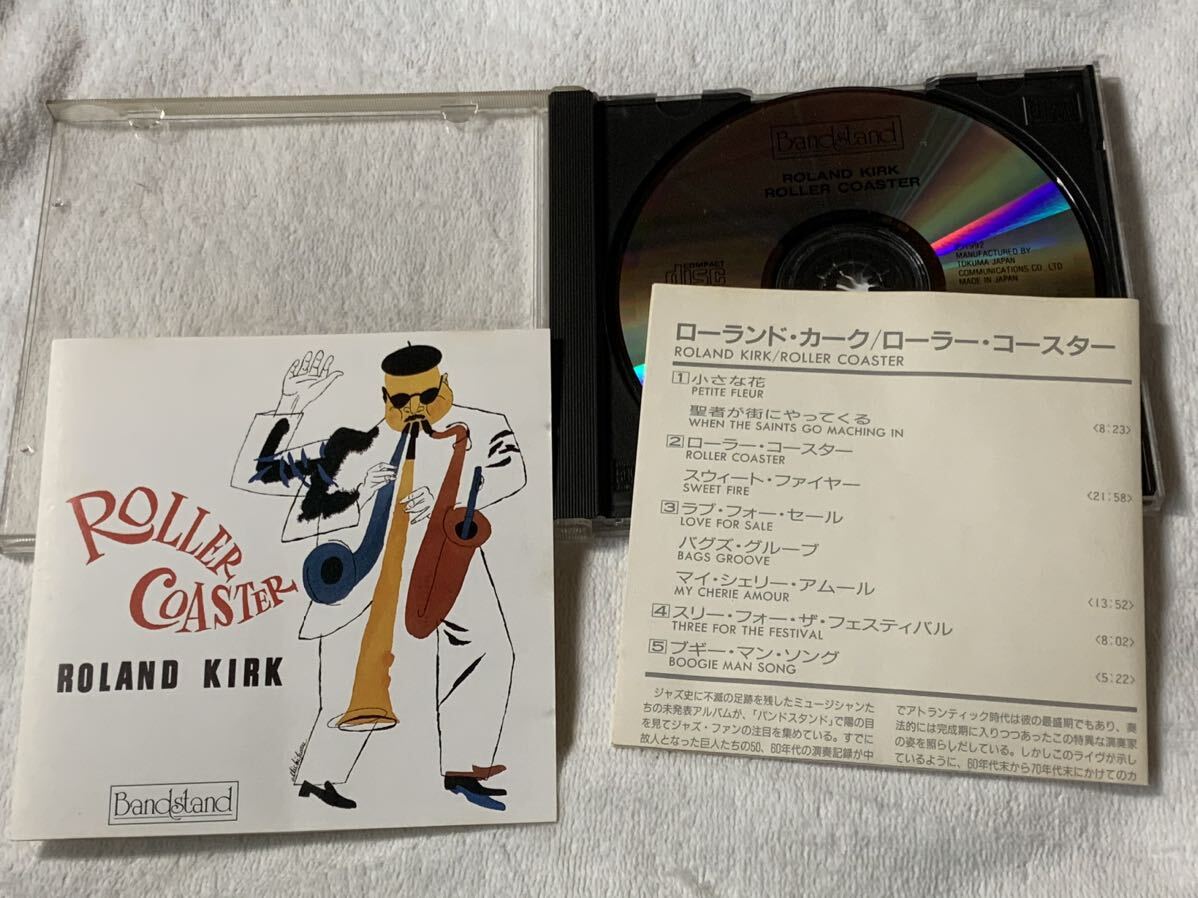 Bandstand
ROLAND KIRK
ROLLER COASTER
COMPACT
disc
MANUFACTURED BY
TOKUMA JAPAN
COMMUNICATIONS CO., LTD
MADE IN JAPAN
ROLLER
COASTER
ROLAND KIRK
Bandstand
ローランド・カーク/ローラー・コースター
ROLAND KIRK/ROLLER COASTER
1 小さな花
PETITE FLEUR
聖者が街にやってくる
WHEN THE SAINTS GO MACHING IN 〈8:23〉
2 ローラー・コースター
ROLLER COASTER
スウィート・ファイヤー
SWEET FIRE 〈21:58〉
3 ラブ・フォー・セール
LOVE FOR SALE
バグズ・グルーブ
BAGS GROOVE
マイ・シェリー・アムール
MY CHERIE AMOUR 〈13:52〉
4 スリー・フォー・ザ・フェスティバル
THREE FOR THE FESTIVAL 〈8:02〉
5 ブギー・マン・ソング
BOOGIE MAN SONG 〈5:22〉
ジャズ史に不滅の足跡を残したミュージシャンた
ちの未発表アルバムが、「バンドスタンド」で陽の目
を見てジャズ・ファンの注目を集めている。すでに
故人となった巨人たちの50、60年代の演奏記録が中
でアトランティック時代は彼の最盛期でもあり、奏
法的には完成期に入りつつあったこの特異な演奏家
の姿を照らしだしている。しかしこのライヴが示し
ているように、60年代末から70年代末にかけてのカ